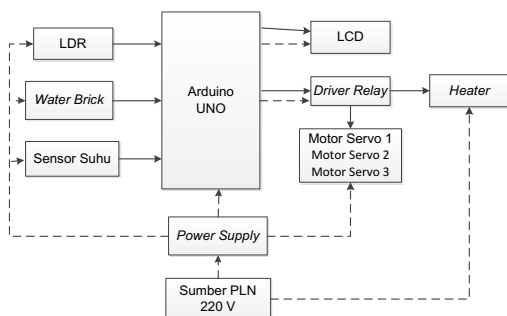 LDR
Water Brick
Sensor Suhu
Arduino
UNO
LCD
Driver Relay
Heater
Motor Servo 1
Motor Servo 2
Motor Servo 3
Power Supply
Sumber PLN
220 V